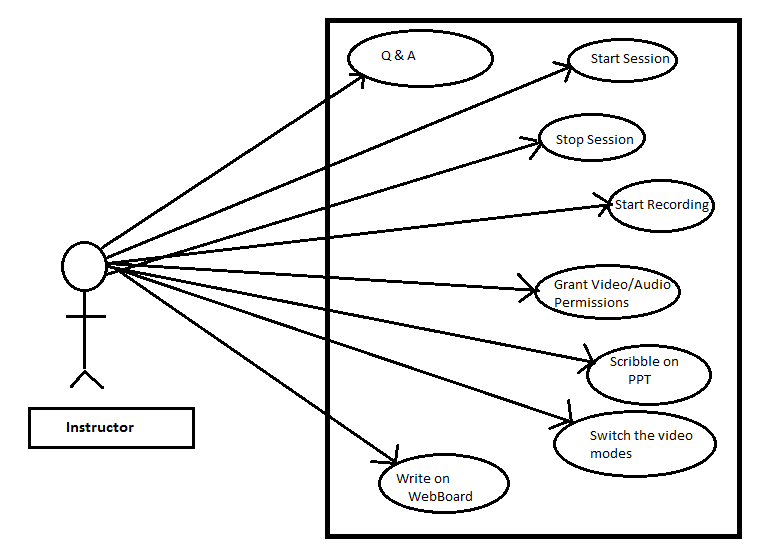 Q & A
Start Session
Stop Session
Start Recording
Grant Video/Audio
Permissions
Scribble on
PPT
Switch the video
modes
Write on
WebBoard
Instructor